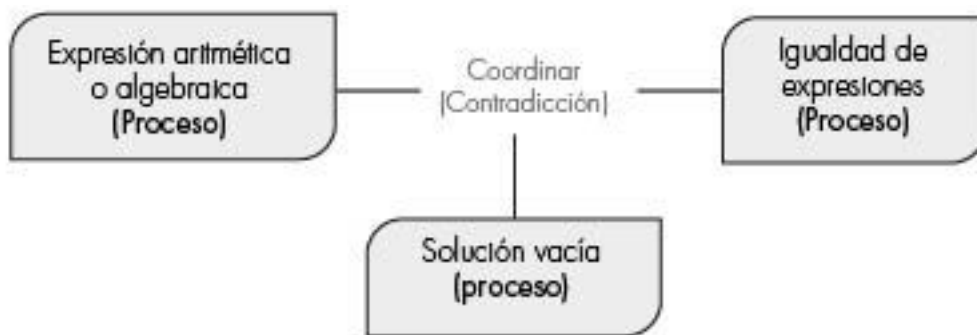 Expresión aritmética
o algebraica
(Proceso)
Coordinar
(Contradicción)
Igualdad de
expresiones
(Proceso)
Solución vacía
(proceso)